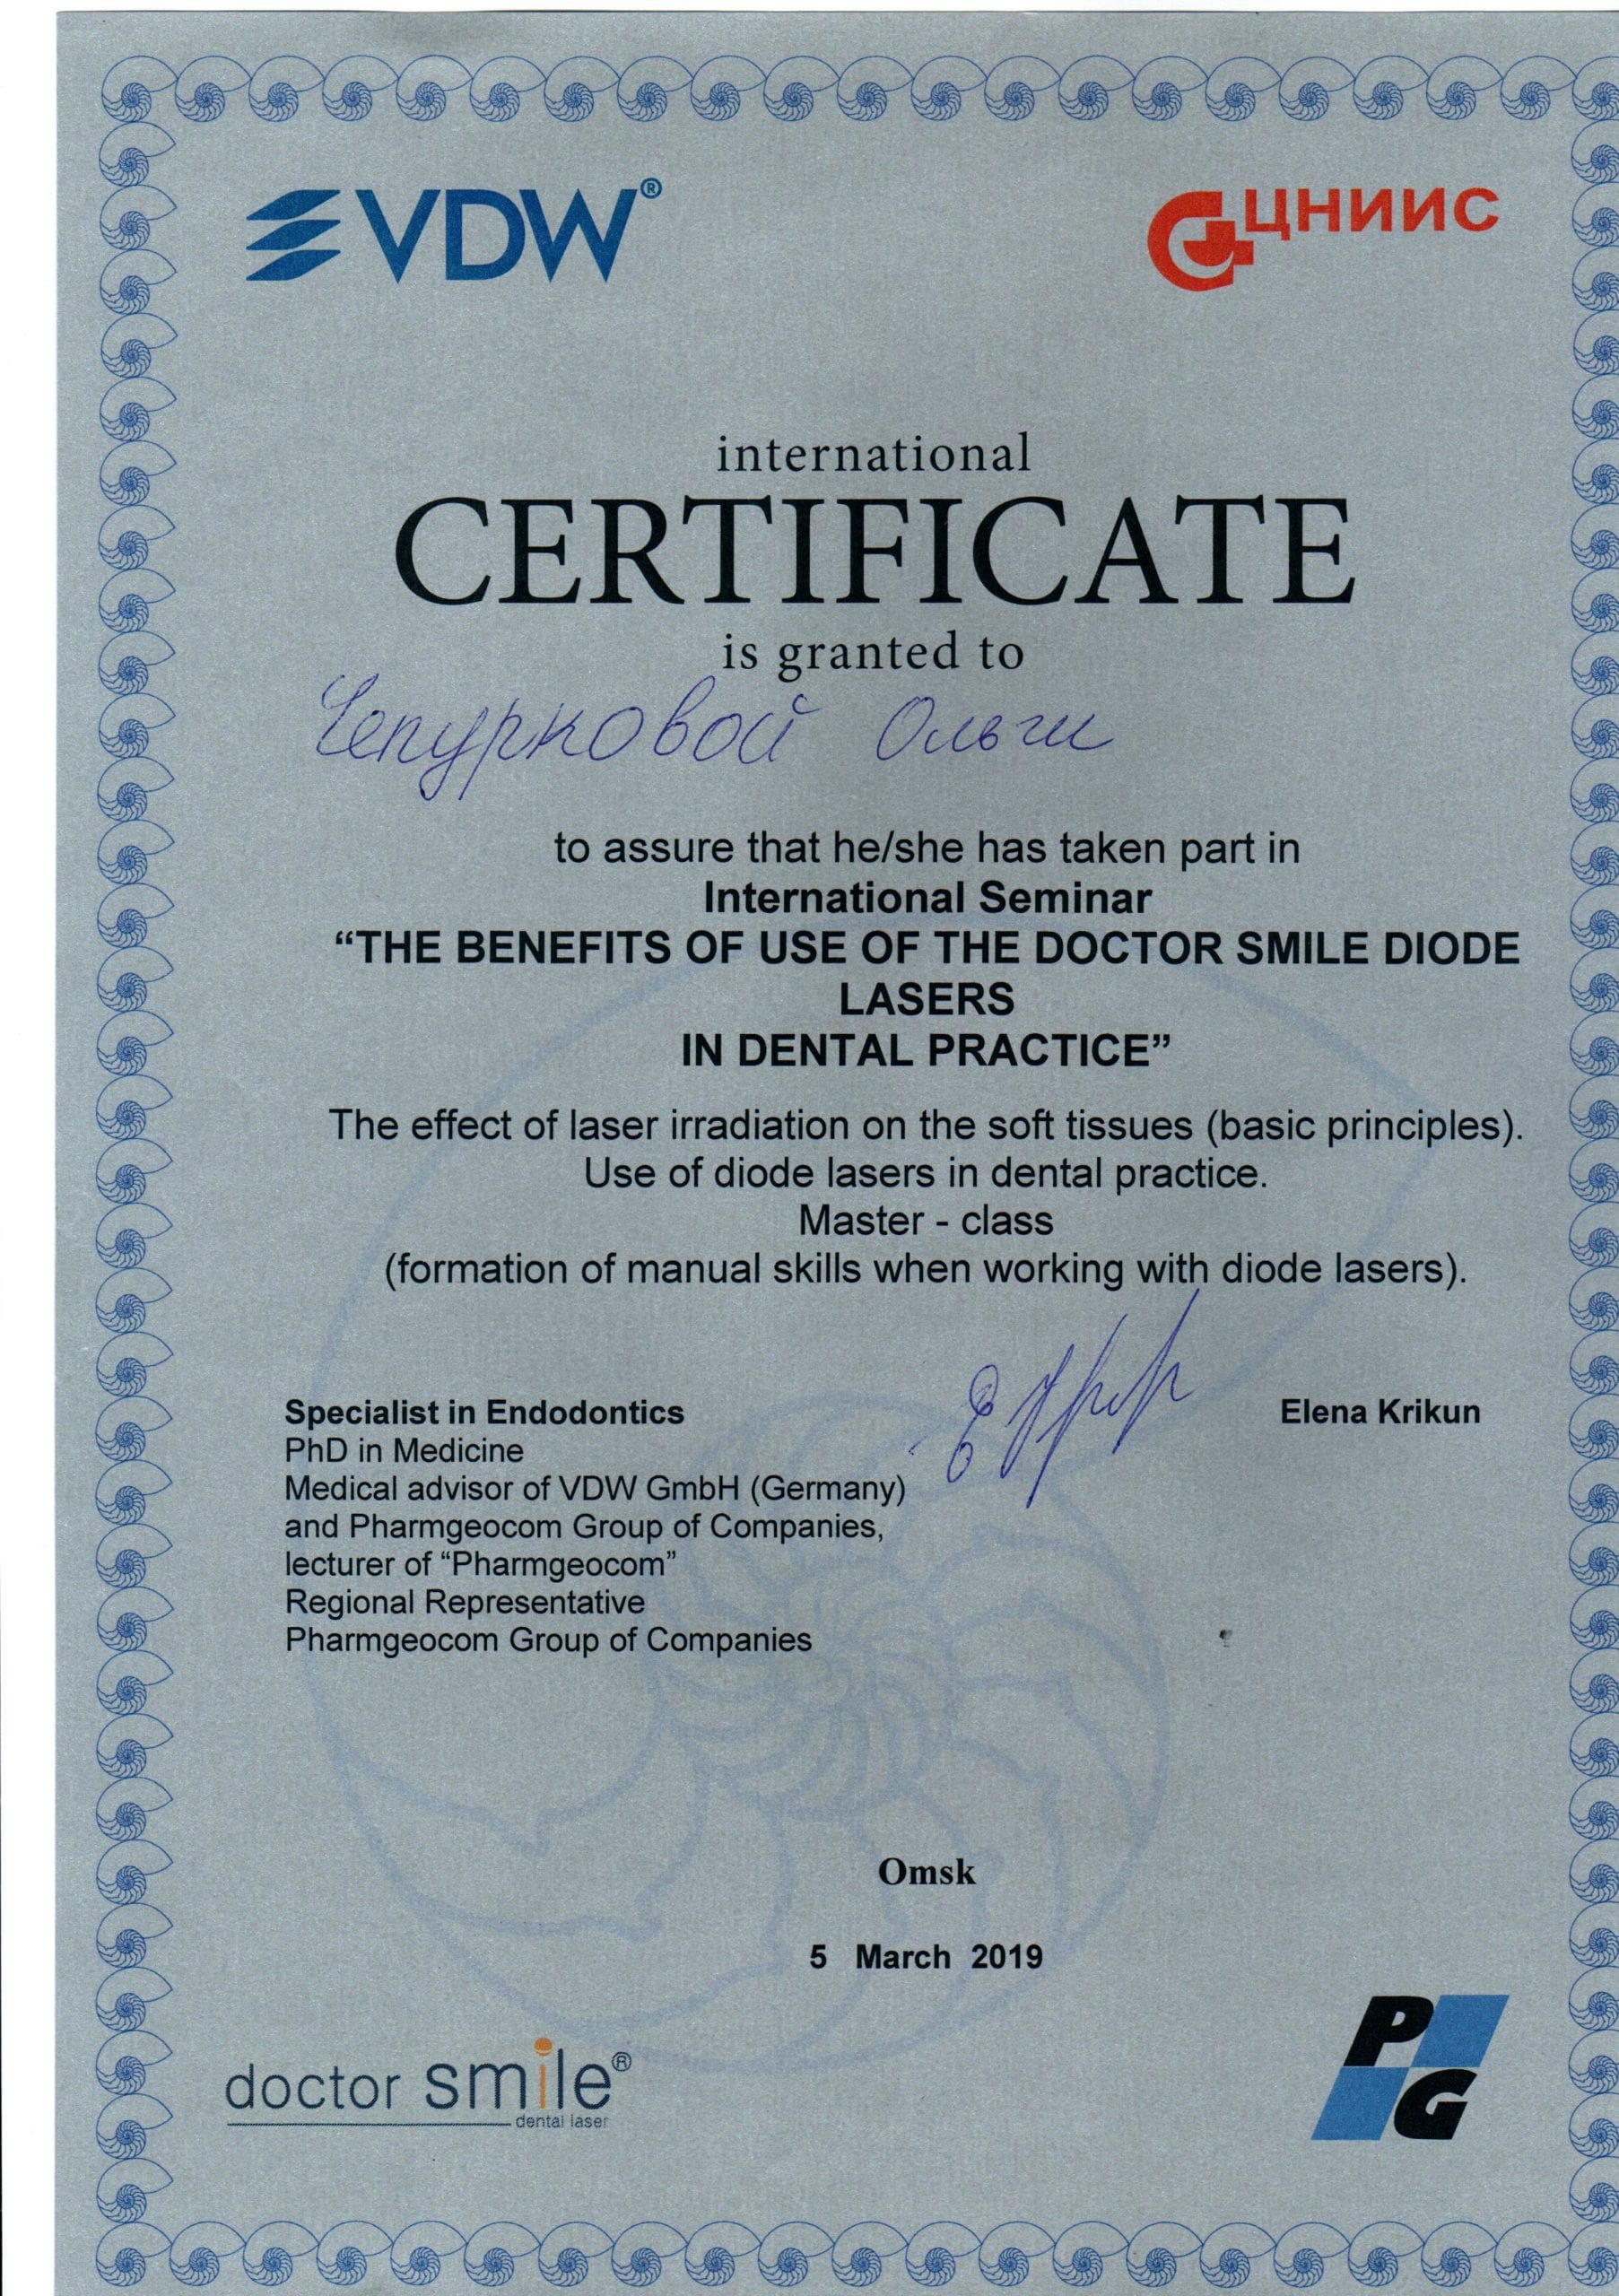 VDW®
ЦНИИС
international
CERTIFICATE
is granted to
Чепурковой Ольги
to assure that he/she has taken part in
International Seminar
“THE BENEFITS OF USE OF THE DOCTOR SMILE DIODE
LASERS
IN DENTAL PRACTICE”
The effect of laser irradiation on the soft tissues (basic principles).
Use of diode lasers in dental practice.
Master - class
(formation of manual skills when working with diode lasers).
Specialist in Endodontics
Elena Krikun
PhD in Medicine
Medical advisor of VDW GmbH (Germany)
and Pharmgeocom Group of Companies,
lecturer of “Pharmgeocom”
Regional Representative
Pharmgeocom Group of Companies
Omsk
5 March 2019
doctor smile®
dental laser
P
G